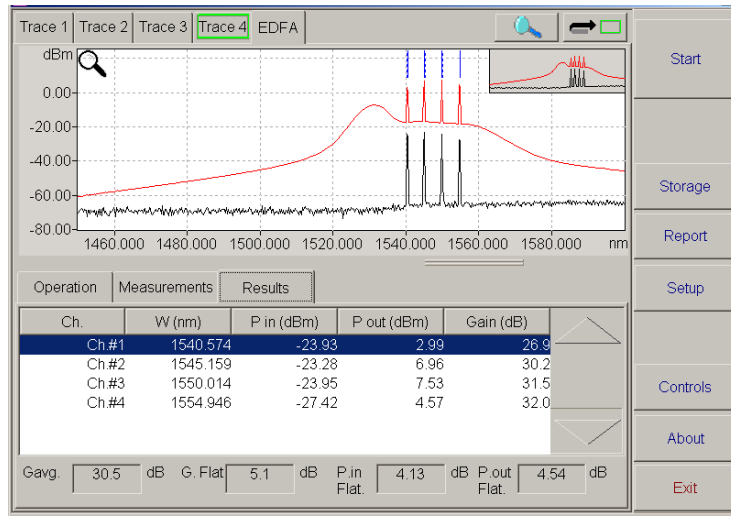 Trace 1 Trace 2 Trace 3 Trace 4 EDFA
dBm
0.00
-20.00
-40.00
-60.00
-80.00
1460.000 1480.000 1500.000 1520.000 1540.000 1560.000 1580.000 nm
Operation Measurements Results
Ch. W (nm) P in (dBm) P out (dBm) Gain (dB)
Ch.#1 1540.574 -23.93 2.99 26.9
Ch.#2 1545.159 -23.28 6.96 30.2
Ch.#3 1550.014 -23.95 7.53 31.5
Ch.#4 1554.946 -27.42 4.57 32.0
Gavg. 30.5 dB G. Flat 5.1 dB P.in Flat. 4.13 dB P.out Flat. 4.54 dB
Start
Storage
Report
Setup
Controls
About
Exit